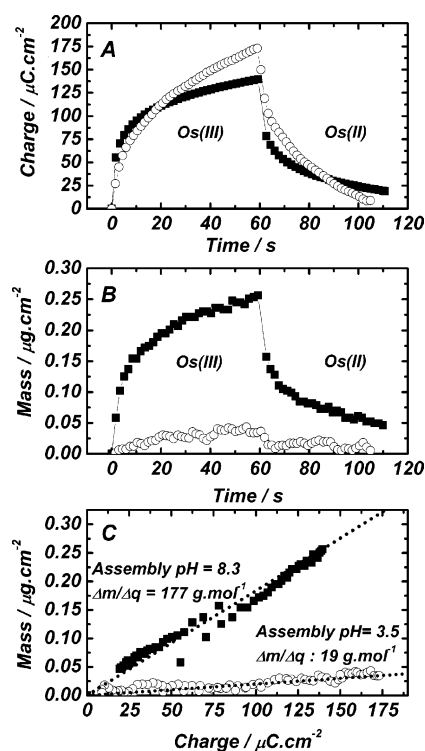 A
Charge / μC.cm⁻²
200
175
150
125
100
75
50
25
0
Os(III)
Os(II)
0 20 40 60 80 100 120
Time / s
B
Mass / μg.cm⁻²
0.30
0.25
0.20
0.15
0.10
0.05
0.00
Os(III)
Os(II)
0 20 40 60 80 100 120
Time / s
C
Mass / μg.cm⁻²
0.30
0.25
0.20
0.15
0.10
0.05
0.00
Assembly pH = 8.3
Δm/Δq = 177 g.mol⁻¹
Assembly pH= 3.5
Δm/Δq : 19 g.mol⁻¹
0 25 50 75 100 125 150 175
Charge / μC.cm⁻²